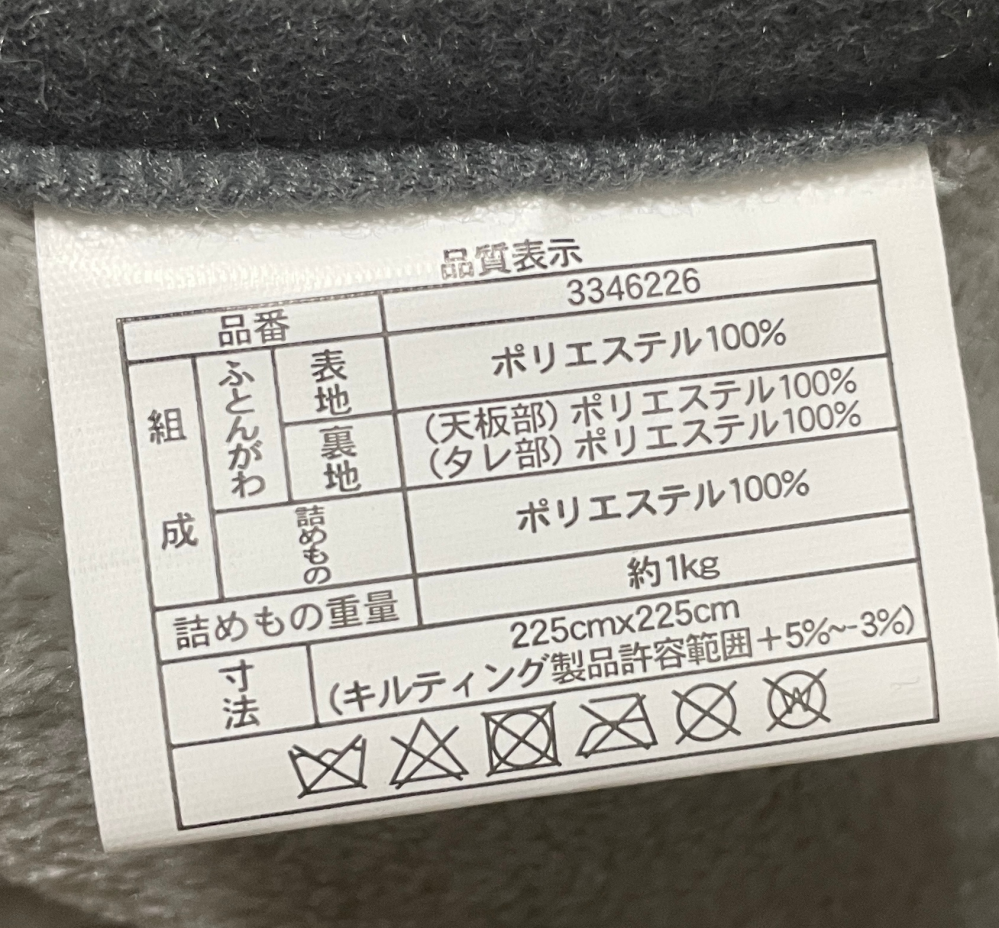 品質表示
品番 3346226
組成 ふとんがわ 表地 ポリエステル100%
裏地 (天板部) ポリエステル100%
(タレ部) ポリエステル100%
詰めもの ポリエステル100%
詰めもの重量 約1kg
寸法 225cmx225cm
(キルティング製品許容範囲+5%~-3%)
W